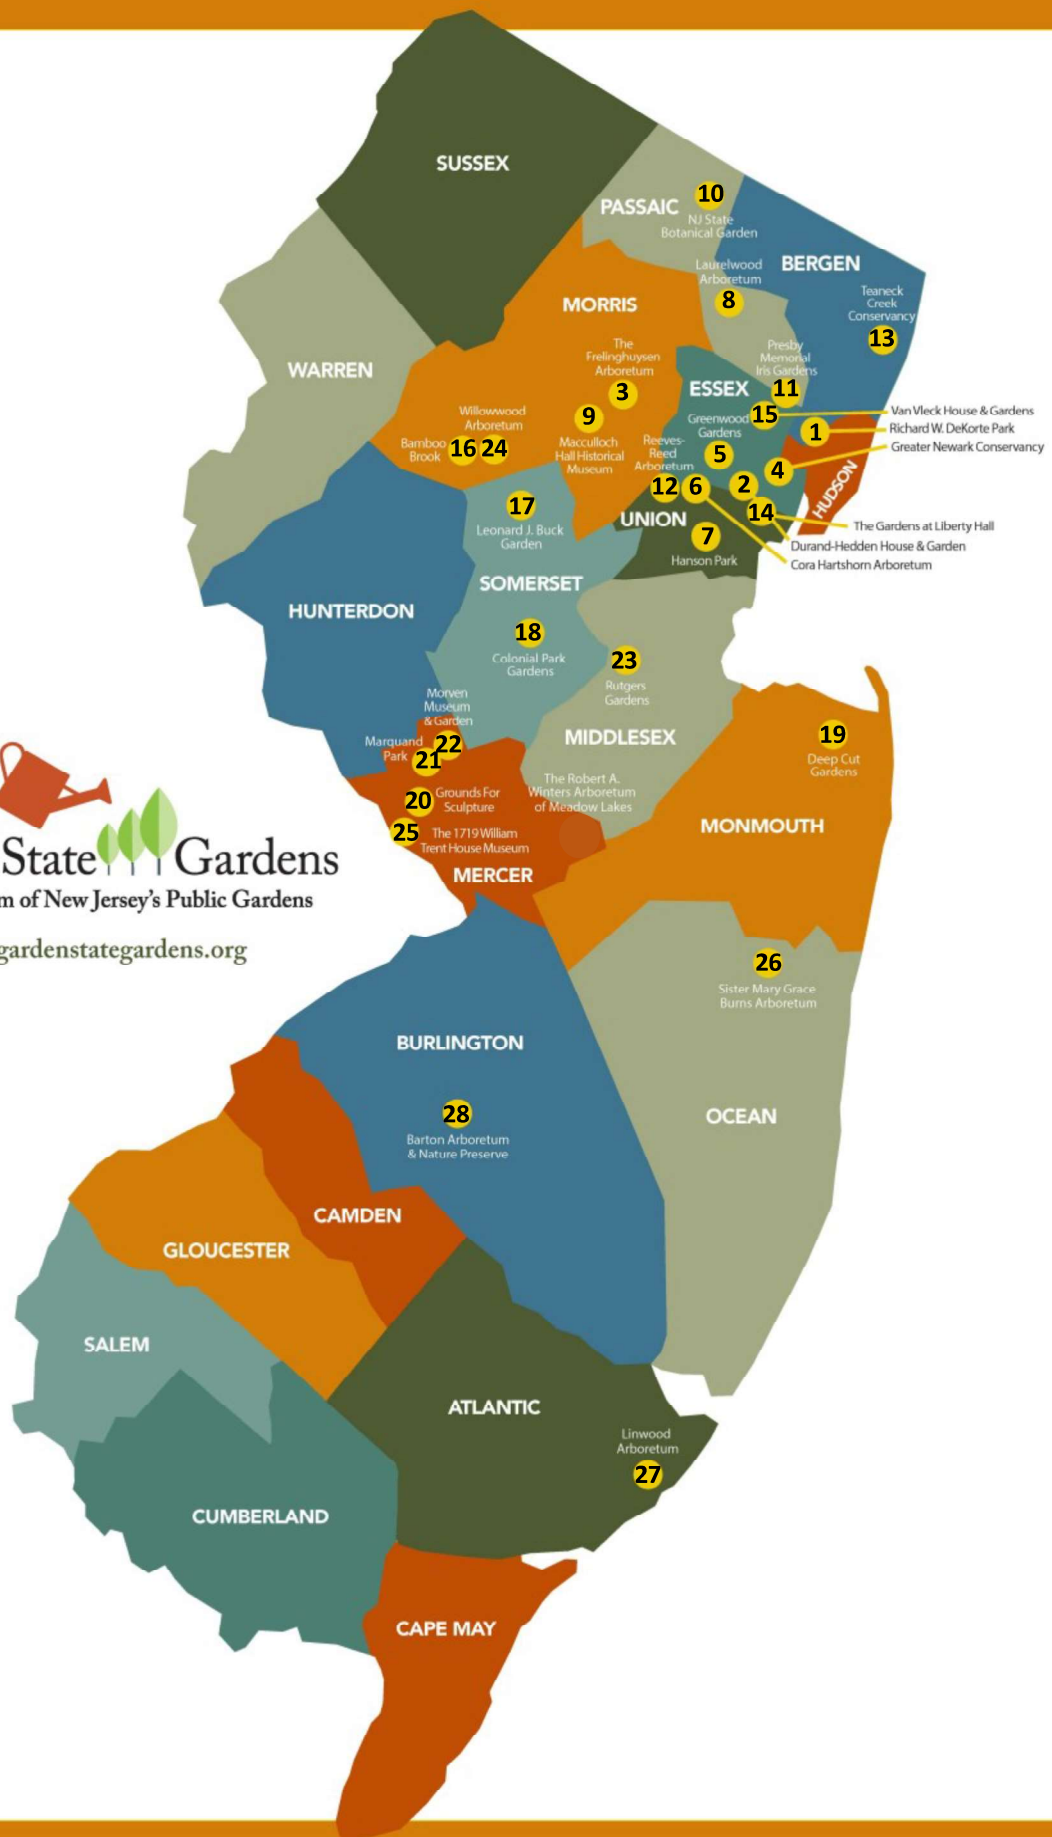 SUSSEX
10
PASSAIC
NJ State
Botanical Garden
BERGEN
Laurelwood
Arboretum
8
Teaneck
Creek
Conservancy
13
MORRIS
The
Frelinghuysen
Arboretum
3
Presby
Memorial
Iris Gardens
11
WARREN
ESSEX
Willowwood
Arboretum
9
Macculloch
Hall Historical
Museum
Greenwood
Gardens
15
Van Vleck House & Gardens
1
Richard W. DeKorte Park
Greater Newark Conservancy
Bamboo
Brook
16
24
Reeves-
Reed
Arboretum
5
4
HUDSON
12
6
2
14
17
Leonard J. Buck
Garden
UNION
7
Hanson Park
The Gardens at Liberty Hall
Durand-Hedden House & Garden
Cora Hartshorn Arboretum
SOMERSET
HUNTERDON
18
Colonial Park
Gardens
23
Rutgers
Gardens
Morven
Museum
& Garden
Marquand
Park
22
21
MIDDLESEX
19
Deep Cut
Gardens
20
Grounds For
Sculpture
The Robert A.
Winters Arboretum
of Meadow Lakes
25
The 1719 William
Trent House Museum
MERCER
MONMOUTH
State Gardens
m of New Jersey's Public Gardens
gardenstategardens.org
26
Sister Mary Grace
Burns Arboretum
BURLINGTON
28
Barton Arboretum
& Nature Preserve
OCEAN
CAMDEN
GLOUCESTER
SALEM
ATLANTIC
Linwood
Arboretum
27
CUMBERLAND
CAPE MAY